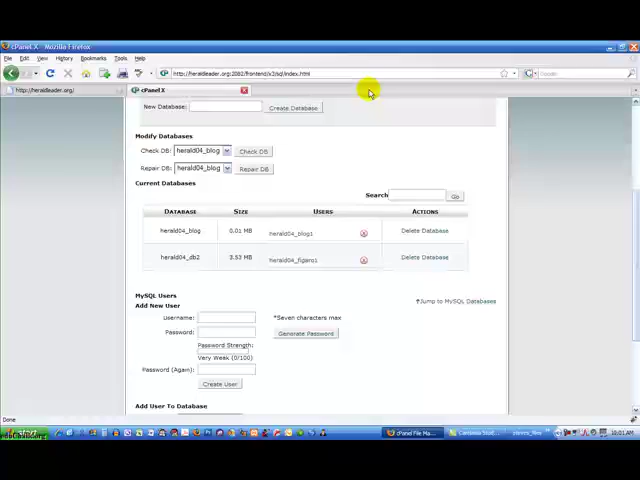 cPanel X - Mozilla Firefox
File Edit View History Bookmarks Tools Help
http://heraldleader.org:2082/frontend/x3/sql/index.html
Google
http://heraldleader.org/
cPanel X
New Database:
Create Database
Modify Databases
Check DB: herald04_blog Check DB
Repair DB: herald04_blog Repair DB
Current Databases
Search Go
DATABASE SIZE USERS ACTIONS
herald04_blog 0.01 MB herald04_blog1 Delete Database
herald04_db2 3.53 MB herald04_figaro1 Delete Database
MySQL Users
Jump to MySQL Databases
Add New User
Username: *Seven characters max
Password: Generate Password
Password Strength:
Very Weak (0/100)
Password (Again):
Create User
Add User To Database
Done
start
cPanel File Ma...
Camtasia Studi...
10:01 AM